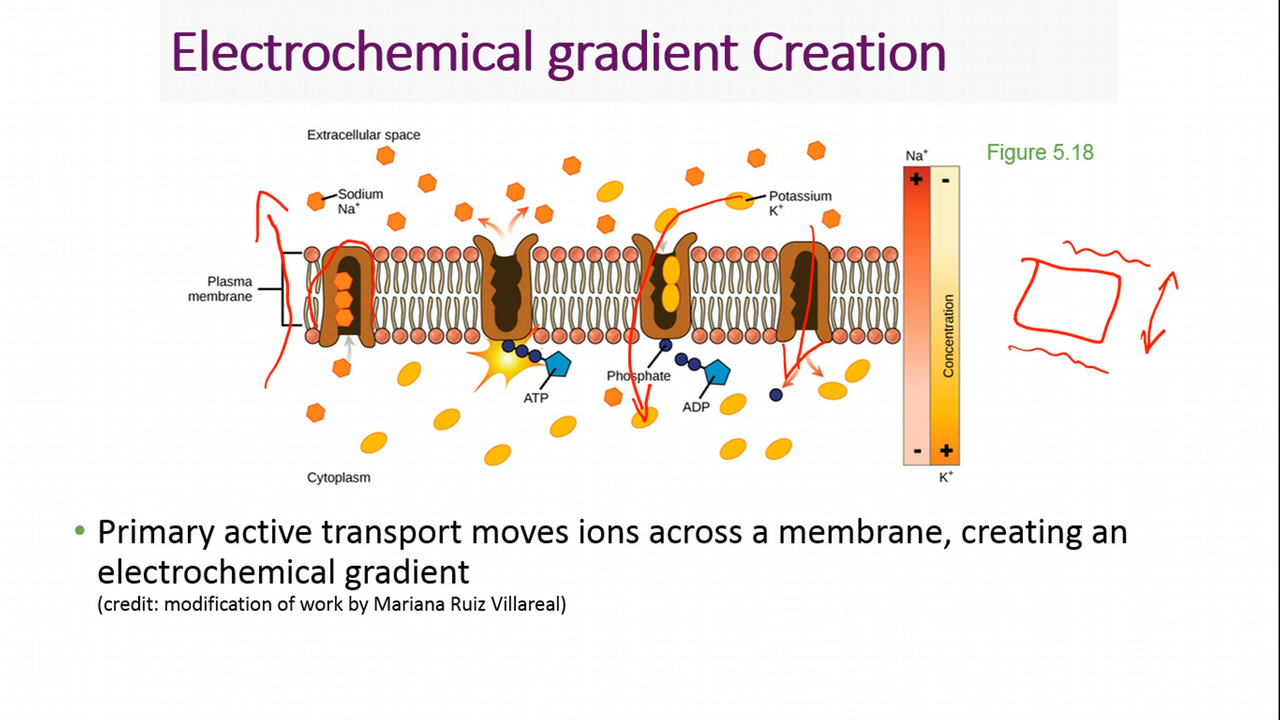 Electrochemical gradient Creation
Extracellular space
Figure 5.18
Na⁺
+ -
Sodium
Na⁺
Potassium
K⁺
Plasma
membrane
Concentration
Phosphate
ATP
ADP
- +
K⁺
Cytoplasm
• Primary active transport moves ions across a membrane, creating an
electrochemical gradient
(credit: modification of work by Mariana Ruiz Villareal)